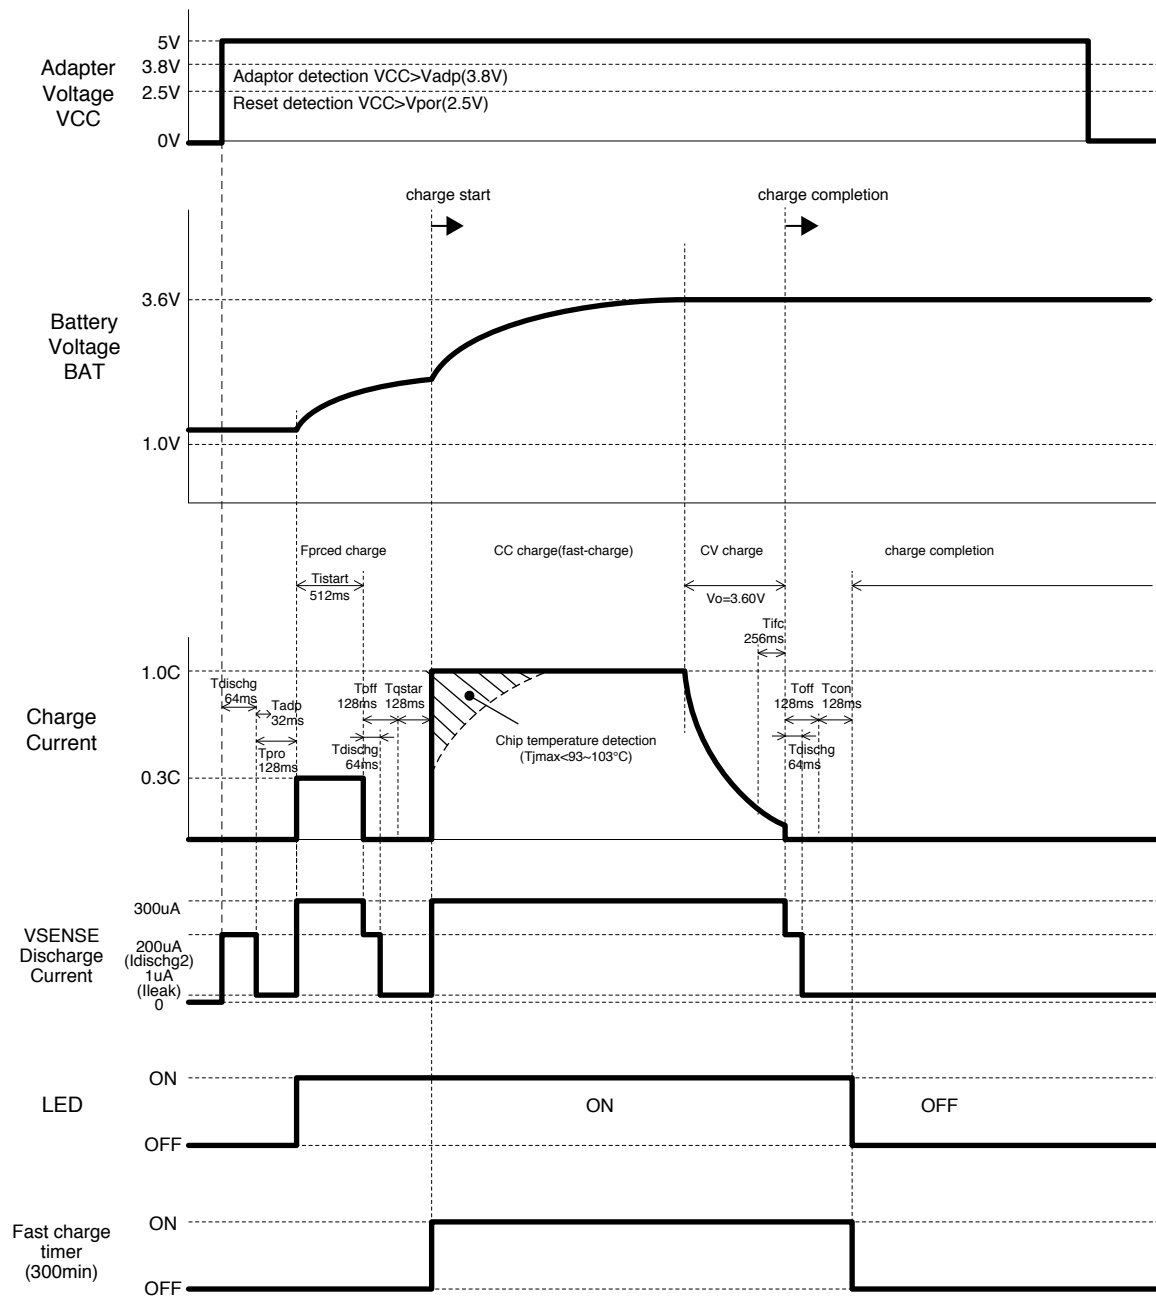 Adapter
Voltage
VCC
5V
3.8V
2.5V
0V
Adaptor detection VCC>Vadp(3.8V)
Reset detection VCC>Vpor(2.5V)
charge start
charge completion
Battery
Voltage
BAT
3.6V
1.0V
Fprced charge
CC charge(fast-charge)
CV charge
charge completion
Tistart
512ms
Vo=3.60V
Tifc
256ms
Charge
Current
1.0C
0.3C
Tdischg
64ms
Tadp
32ms
Tpro
128ms
Toff
128ms
Tqstar
128ms
Tdischg
64ms
Chip temperature detection
(Tjmax<93~103°C)
Toff
128ms
Tcon
128ms
Tdischg
64ms
VSENSE
Discharge
Current
300uA
200uA
(Idischg2)
1uA
(Ileak)
0
LED
ON
OFF
ON
OFF
Fast charge
timer
(300min)
ON
OFF